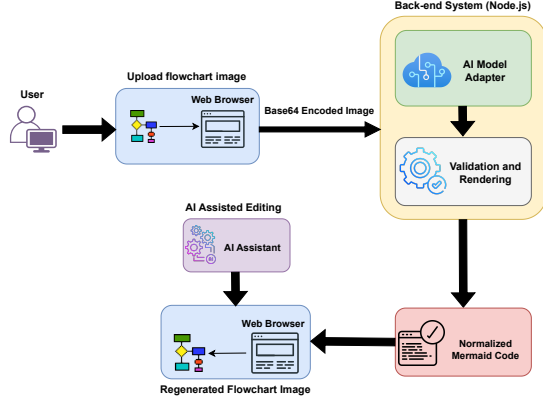 Back-end System (Node.js)
AI Model
Adapter
Upload flowchart image
User
Web Browser
Base64 Encoded Image
Validation and
Rendering
AI Assisted Editing
AI Assistant
AI
Web Browser
Normalized
Mermaid Code
Regenerated Flowchart Image